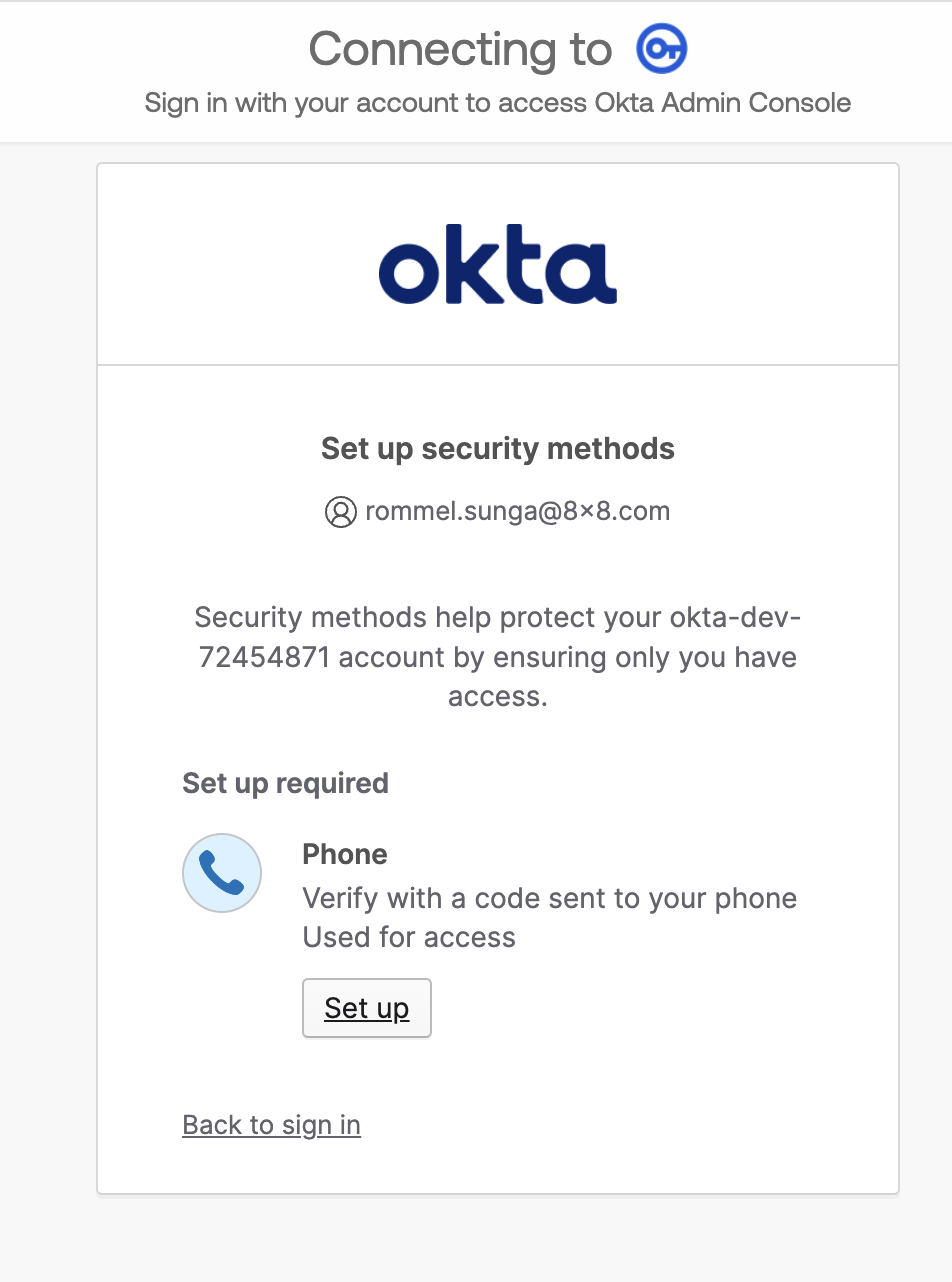 Connecting to
Sign in with your account to access Okta Admin Console
okta
Set up security methods
rommel.sunga@8×8.com
Security methods help protect your okta-dev-
72454871 account by ensuring only you have
access.
Set up required
Phone
Verify with a code sent to your phone
Used for access
Set up
Back to sign in